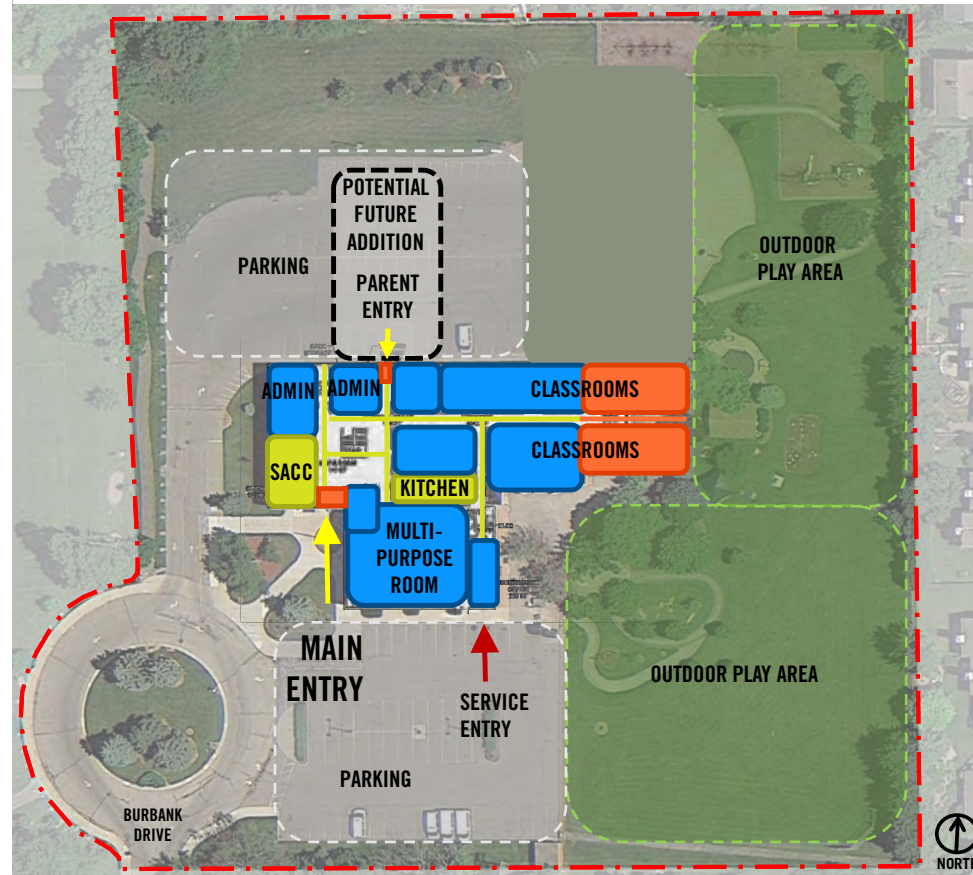 POTENTIAL
FUTURE
ADDITION
PARKING
PARENT
ENTRY
OUTDOOR
PLAY AREA
ADMIN
ADMIN
CLASSROOMS
CLASSROOMS
SACC
KITCHEN
MULTI-
PURPOSE
ROOM
MAIN
ENTRY
SERVICE
ENTRY
OUTDOOR PLAY AREA
PARKING
BURBANK
DRIVE
NORTH